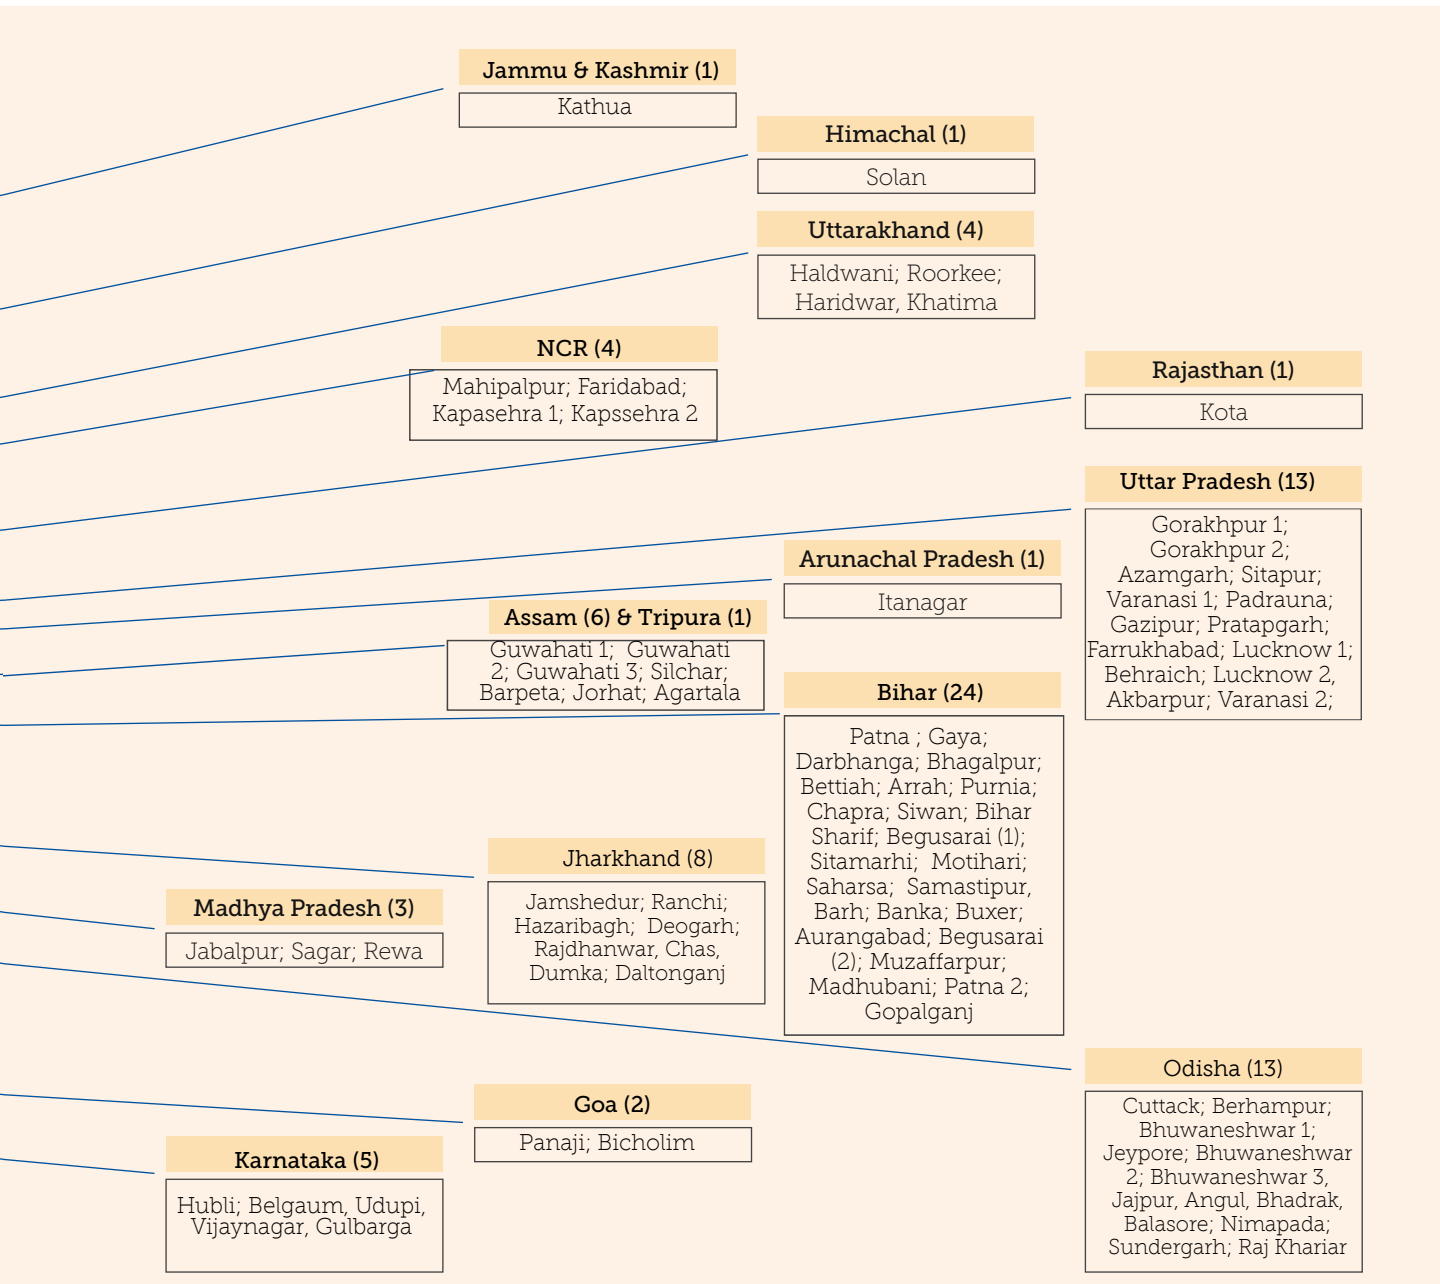 Jammu & Kashmir (1)
Kathua
Himachal (1)
Solan
Uttarakhand (4)
Haldwani; Roorkee;
Haridwar, Khatima
NCR (4)
Mahipalpur; Faridabad;
Kapasehra 1; Kapssehra 2
Rajasthan (1)
Kota
Uttar Pradesh (13)
Gorakhpur 1;
Gorakhpur 2;
Azamgarh; Sitapur;
Varanasi 1; Padrauna;
Gazipur; Pratapgarh;
Farrukhabad; Lucknow 1;
Behraich; Lucknow 2,
Akbarpur; Varanasi 2;
Arunachal Pradesh (1)
Itanagar
Assam (6) & Tripura (1)
Guwahati 1; Guwahati
2; Guwahati 3; Silchar;
Barpeta; Jorhat; Agartala
Bihar (24)
Patna ; Gaya;
Darbhanga; Bhagalpur;
Bettiah; Arrah; Purnia;
Chapra; Siwan; Bihar
Sharif; Begusarai (1);
Sitamarhi; Motihari;
Saharsa; Samastipur,
Barh; Banka; Buxer;
Aurangabad; Begusarai
(2); Muzaffarpur;
Madhubani; Patna 2;
Gopalganj
Jharkhand (8)
Jamshedur; Ranchi;
Hazaribagh; Deogarh;
Rajdhanwar, Chas,
Dumka; Daltonganj
Madhya Pradesh (3)
Jabalpur; Sagar; Rewa
Odisha (13)
Cuttack; Berhampur;
Bhuwaneshwar 1;
Jeypore; Bhuwaneshwar
2; Bhuwaneshwar 3,
Jajpur, Angul, Bhadrak,
Balasore; Nimapada;
Sundergarh; Raj Khariar
Goa (2)
Panaji; Bicholim
Karnataka (5)
Hubli; Belgaum, Udupi,
Vijaynagar, Gulbarga